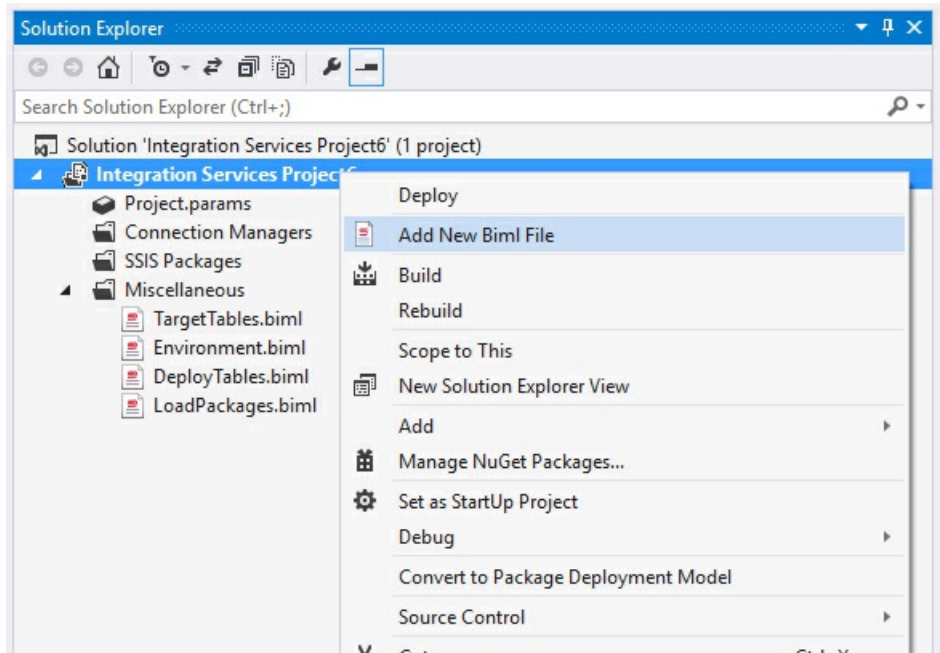 Solution Explorer
Search Solution Explorer (Ctrl+;)
Solution 'Integration Services Project6' (1 project)
Integration Services Project6
Project.params
Connection Managers
SSIS Packages
Miscellaneous
TargetTables.biml
Environment.biml
DeployTables.biml
LoadPackages.biml
Deploy
Add New Biml File
Build
Rebuild
Scope to This
New Solution Explorer View
Add
Manage NuGet Packages...
Set as StartUp Project
Debug
Convert to Package Deployment Model
Source Control